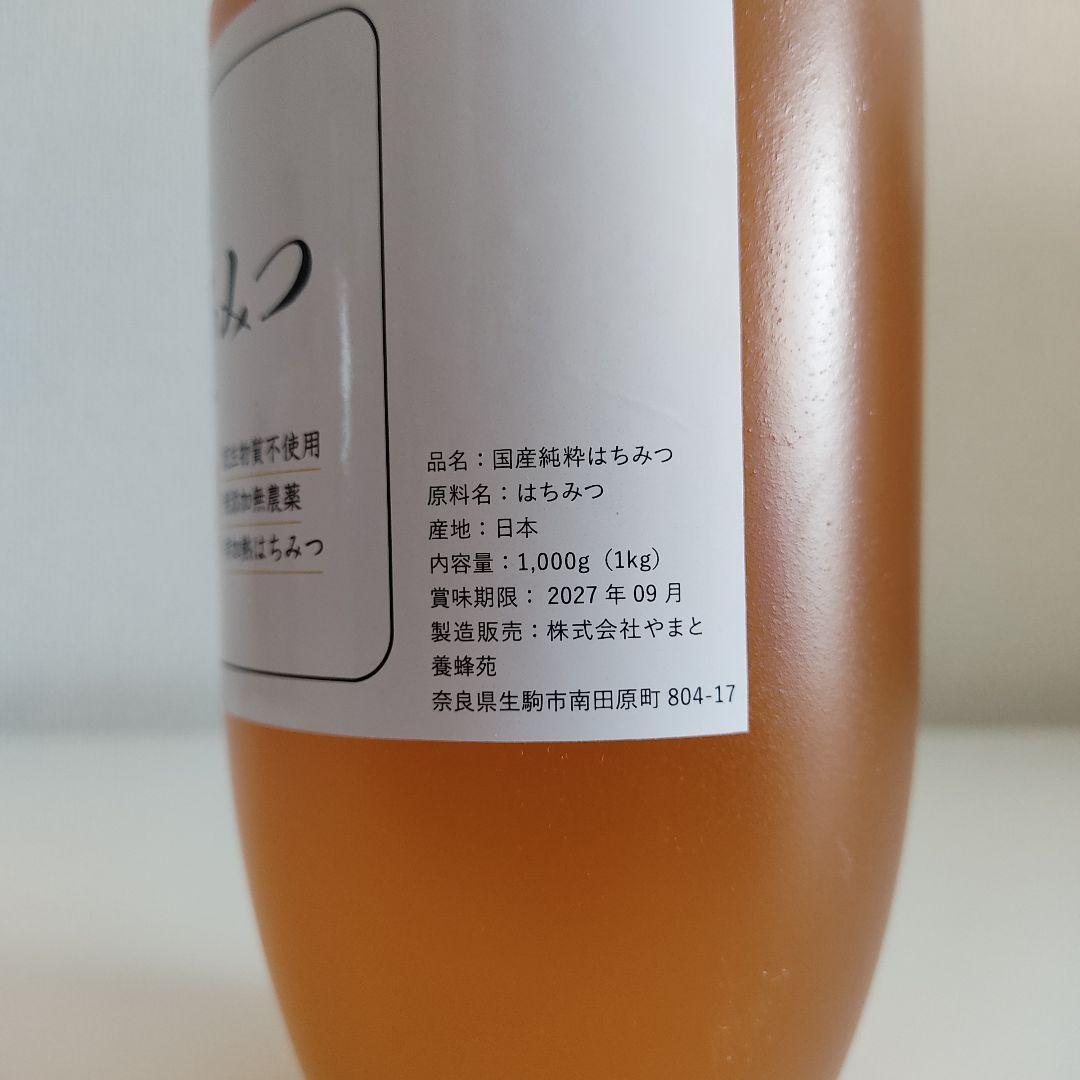 みつ
生物質不使用
無農薬
加熱はちみつ
品名：国産純粋はちみつ
原料名：はちみつ
産地：日本
内容量：1,000g（1kg）
賞味期限： 2027 年 09 月
製造販売：株式会社やまと
養蜂苑
奈良県生駒市南田原町 804-17